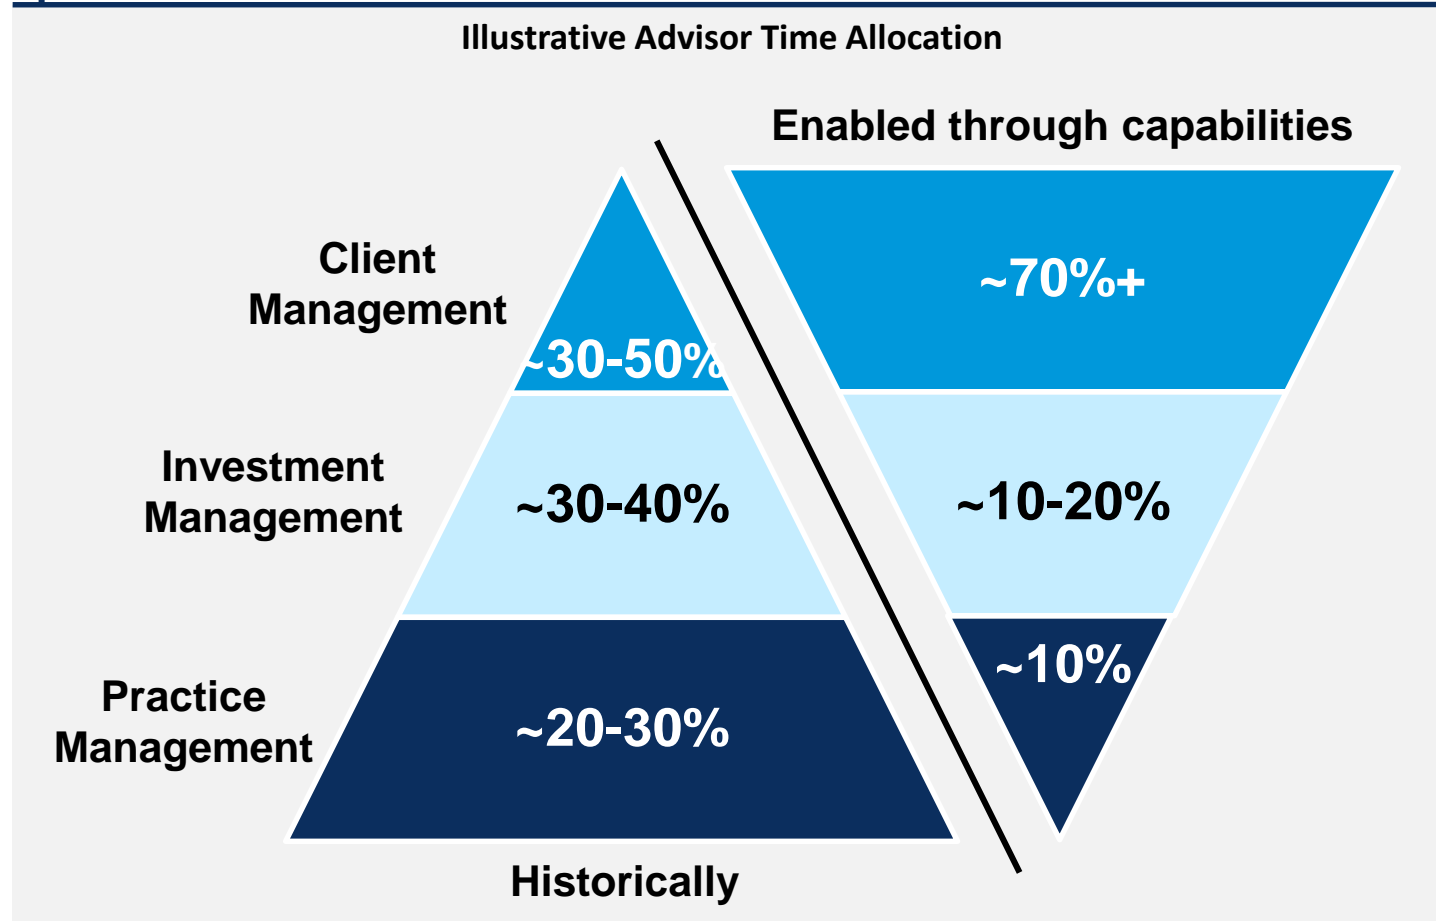 Illustrative Advisor Time Allocation
Enabled through capabilities
Client
Management
~30-50%
~70%+
Investment
Management
~30-40%
~10-20%
Practice
Management
~20-30%
~10%
Historically